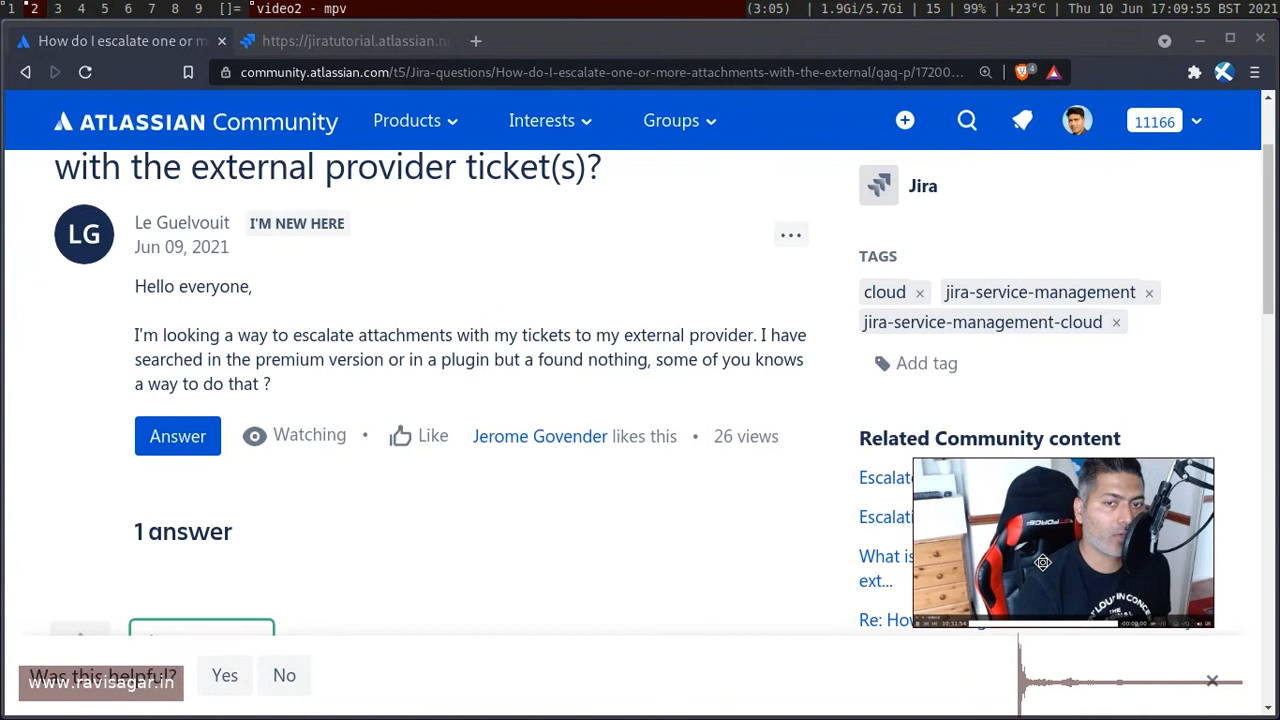 1 2 3 4 5 6 7 8 9 []= video2 - mpv (3:05) | 1.9Gi/5.7Gi | 15 | 99% | +23°C | Thu 10 Jun 17:09:55 BST 2021
How do I escalate one or m × https://jiratutorial.atlassian.n +
community.atlassian.com/t5/Jira-questions/How-do-I-escalate-one-or-more-attachments-with-the-external/qaq-p/17200... 4
ATLASSIAN Community Products Interests Groups 11166
with the external provider ticket(s)?
LG
Le Guelvouit I'M NEW HERE
Jun 09, 2021
...
Hello everyone,
I'm looking a way to escalate attachments with my tickets to my external provider. I have
searched in the premium version or in a plugin but a found nothing, some of you knows
a way to do that ?
Answer Watching • Like Jerome Govender likes this • 26 views
1 answer
Jira
TAGS
cloud × jira-service-management ×
jira-service-management-cloud ×
Add tag
Related Community content
Escalate
Escalati
What is
ext...
Re: How
Was this helpful? Yes No
www.ravisagar.in